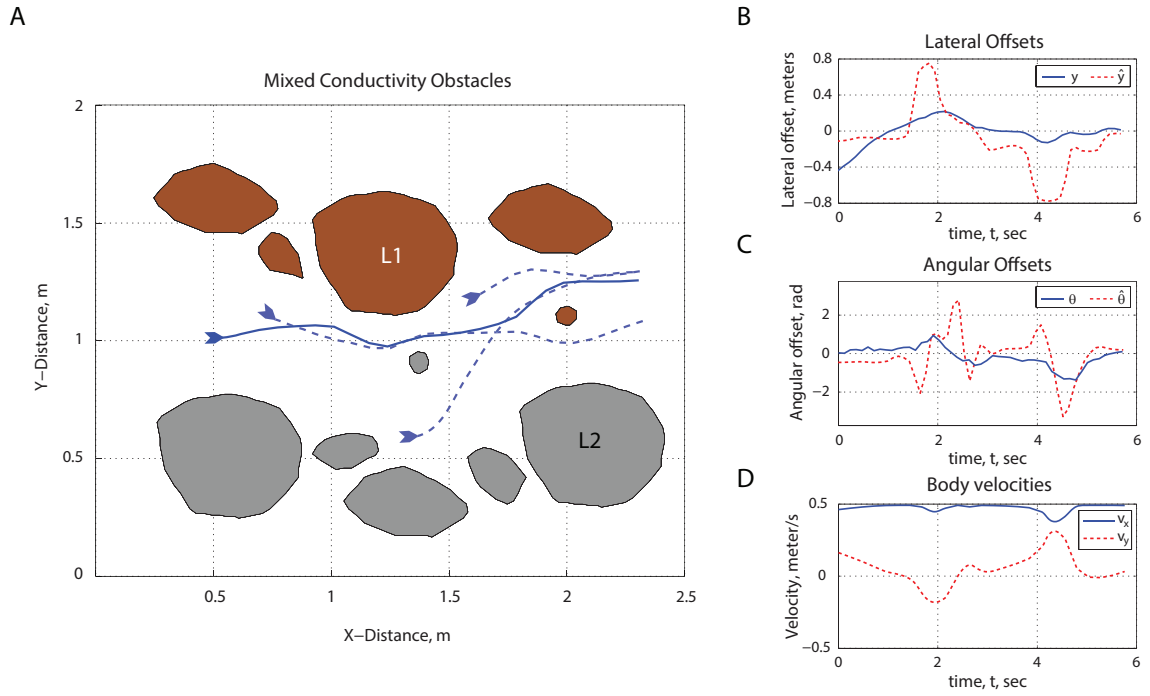 A
Mixed Conductivity Obstacles
2
1.5
1
0.5
0
Y−Distance, m
L1
L2
0.5
1
1.5
2
2.5
X−Distance, m
B
Lateral Offsets
Lateral offset, meters
0.8
0.4
0
−0.4
−0.8
y
ŷ
0
2
4
6
time, t, sec
C
Angular Offsets
Angular offset, rad
2
0
−2
θ
θ̂
0
2
4
6
time, t, sec
D
Body velocities
Velocity, meter/s
0.5
0
−0.5
v_x
v_y
0
2
4
6
time, t, sec